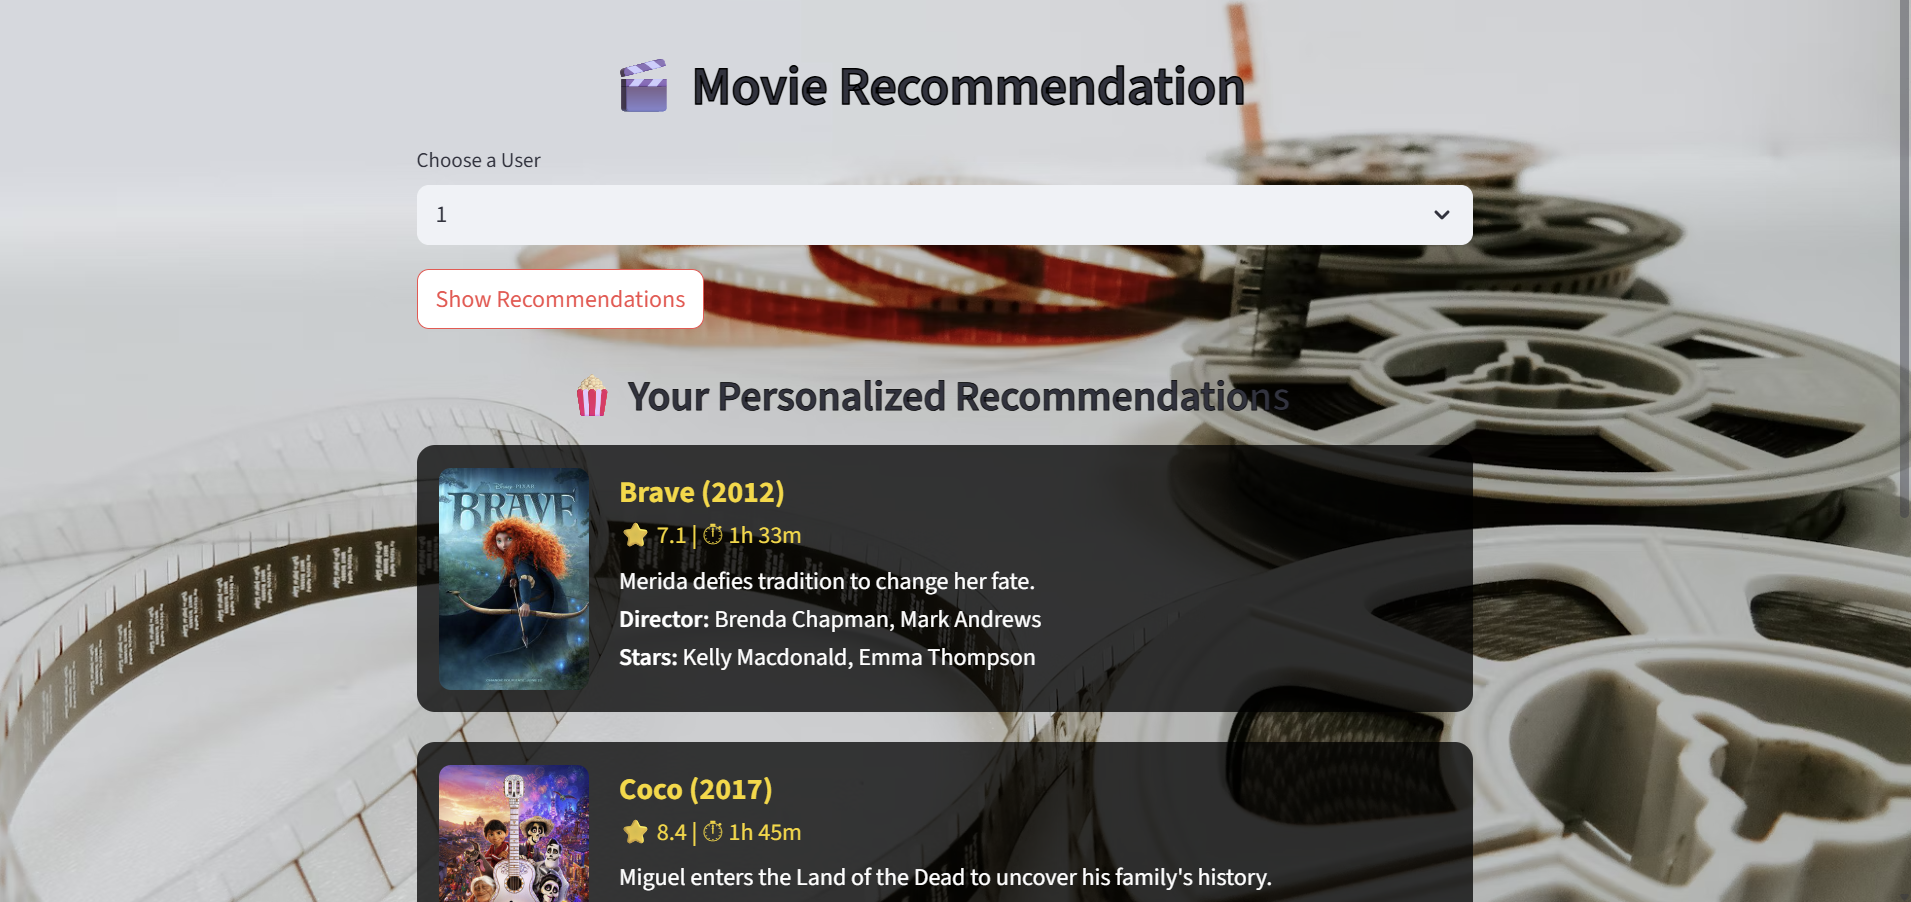 Movie Recommendation
Choose a User
1
Show Recommendations
Your Personalized Recommendations
Disney PIXAR
BRAVE
Brave (2012)
7.1 | ⏱ 1h 33m
Merida defies tradition to change her fate.
Director: Brenda Chapman, Mark Andrews
Stars: Kelly Macdonald, Emma Thompson
Coco (2017)
8.4 | ⏱ 1h 45m
Miguel enters the Land of the Dead to uncover his family's history.